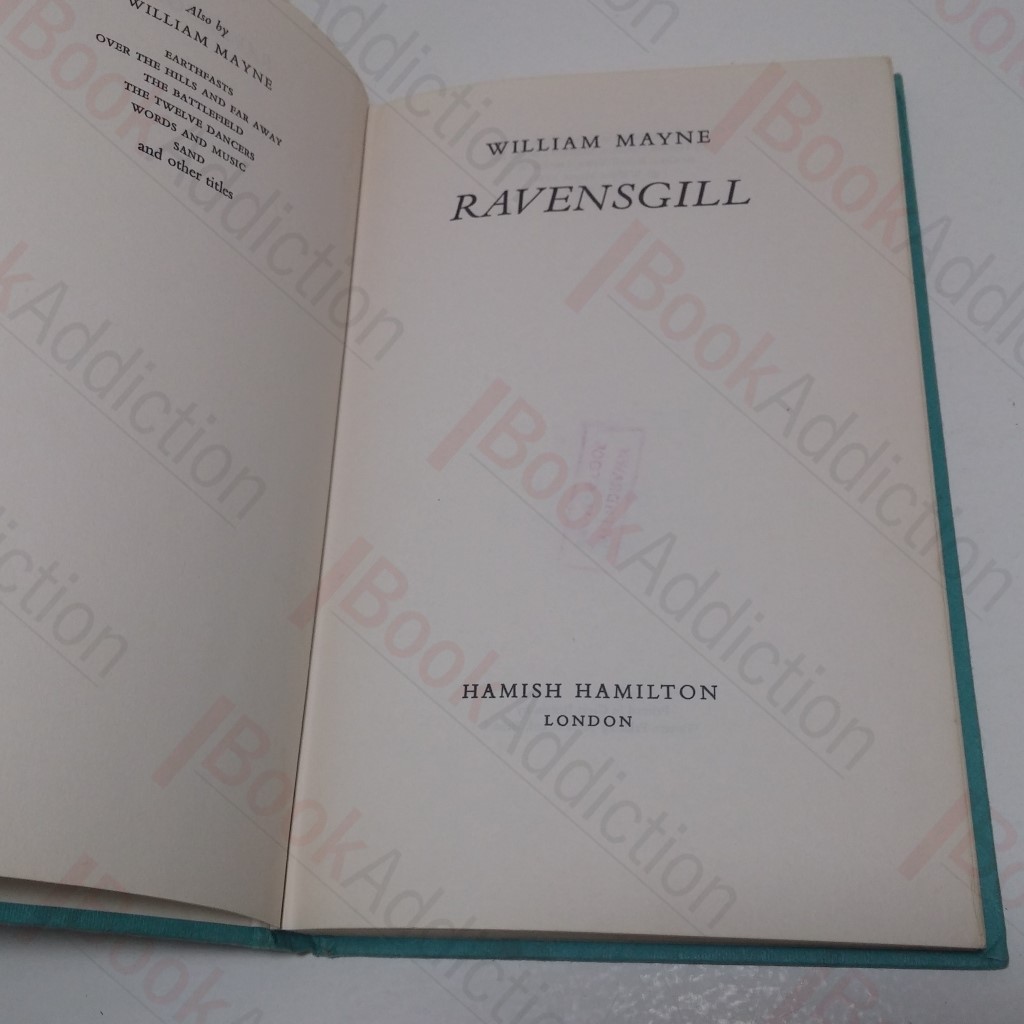 Also by
WILLIAM MAYNE
EARTHFASTS
OVER THE HILLS AND FAR AWAY
THE BATTLEFIELD
THE TWELVE DANCERS
WORDS AND MUSIC
SAND
and other titles
WILLIAM MAYNE
RAVENSGILL
HAMISH HAMILTON
LONDON
BookAddiction